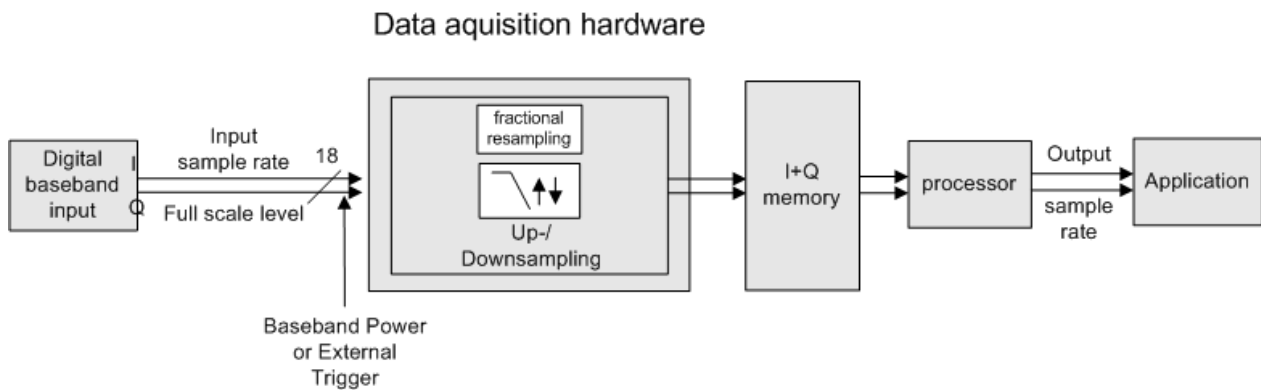 Data aquisition hardware
Digital
baseband
input
I
Q
Input
sample rate
18
Full scale level
Baseband Power
or External
Trigger
fractional
resampling
Up-/
Downsampling
I+Q
memory
processor
Output
sample
rate
Application